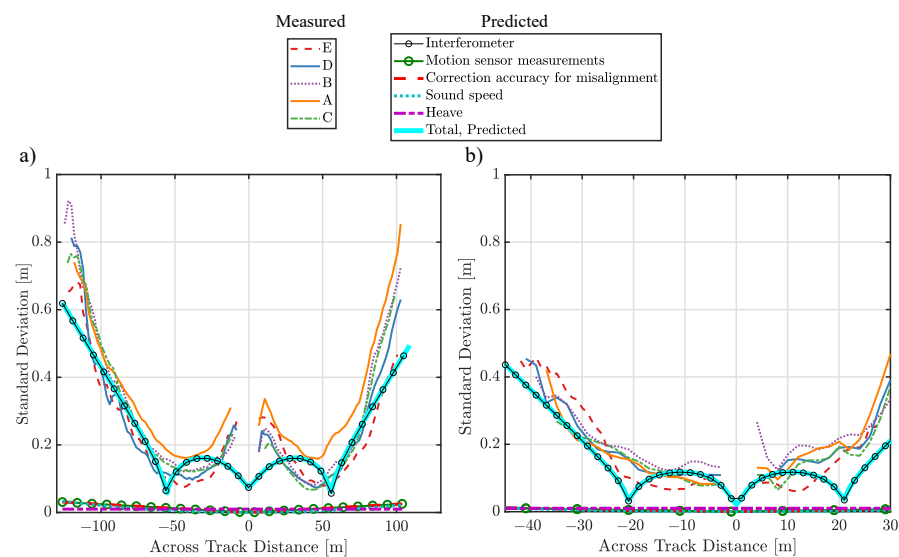 Measured
Predicted
E
D
B
A
C
Interferometer
Motion sensor measurements
Correction accuracy for misalignment
Sound speed
Heave
Total, Predicted
a)
1
0.8
0.6
0.4
0.2
0
Standard Deviation [m]
−100 −50 0 50 100
Across Track Distance [m]
b)
1
0.8
0.6
0.4
0.2
0
Standard Deviation [m]
−40 −30 −20 −10 0 10 20 30
Across Track Distance [m]